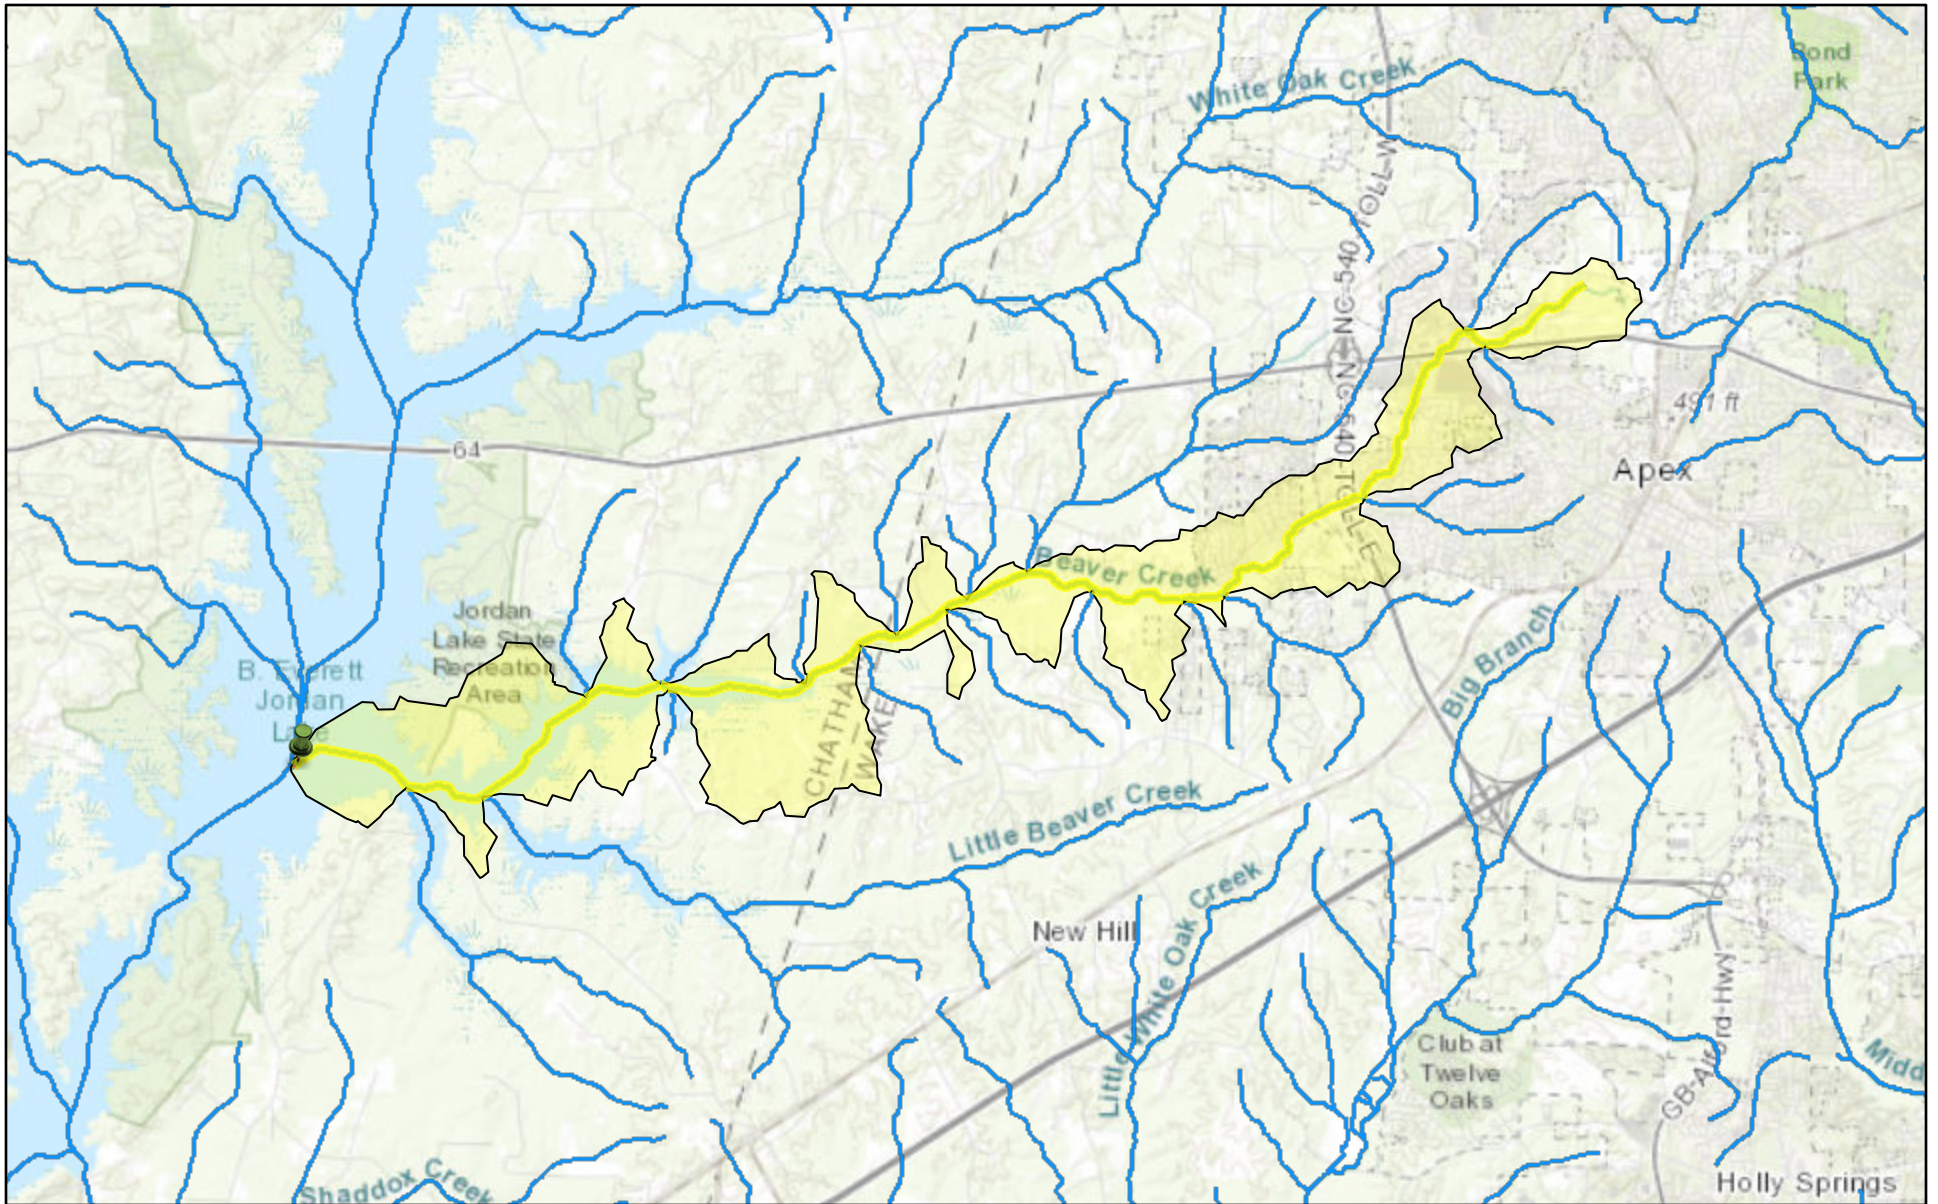 Bond
Park
White Oak Creek
TOLL-W
NC-540
64
491 ft
Apex
Beaver Creek
Jordan
Lake State
Recreation
Area
B. Everett
Jordan
Lake
Big Branch
CHATHAM
WAKE
Little Beaver Creek
New Hill
Little White Oak Creek
Club at
Twelve
Oaks
GB-Alford-Hwy
Midd
Shaddox Creek
Holly Springs